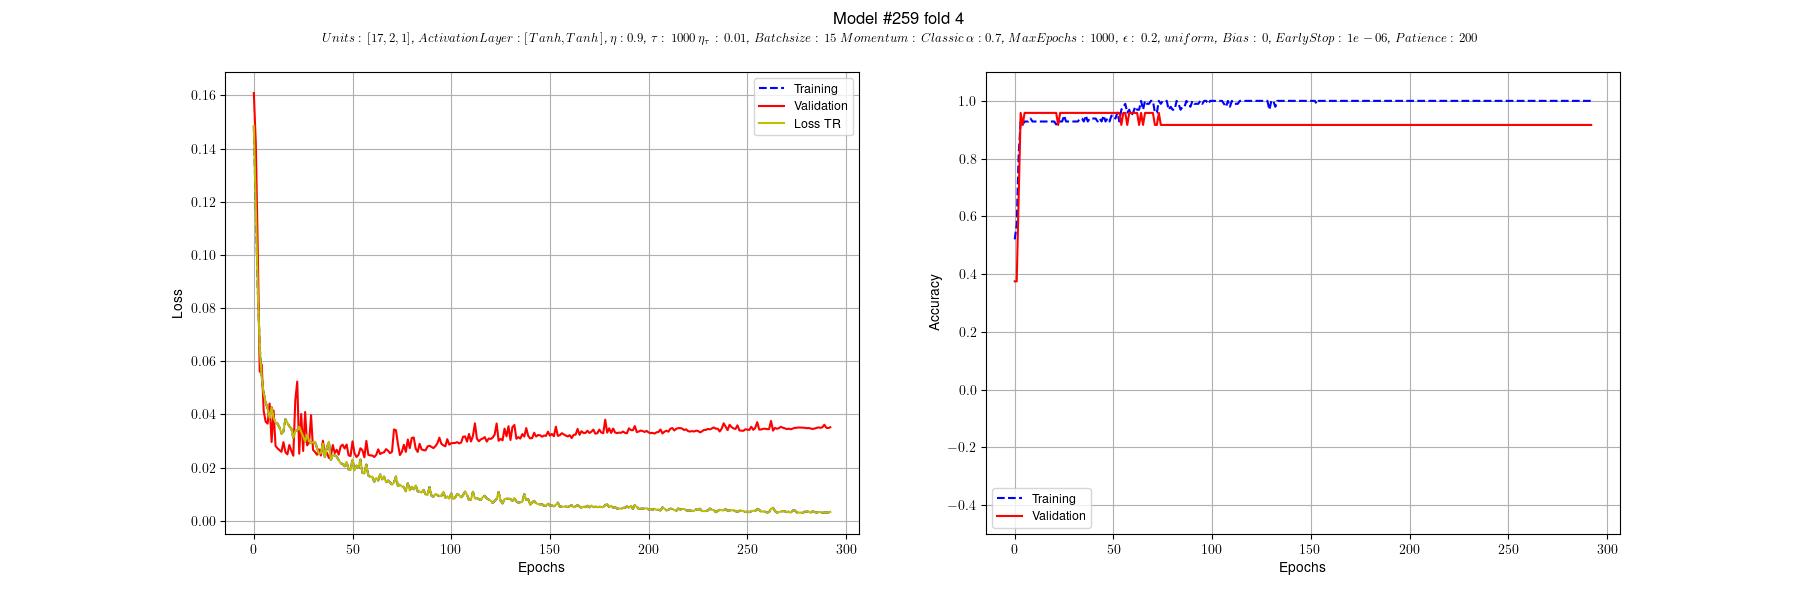 Model #259 fold 4
Units : [17, 2, 1], ActivationLayer : [Tanh, Tanh], η : 0.9, τ : 1000 η_τ : 0.01, Batchsize : 15 Momentum : Classic α : 0.7, MaxEpochs : 1000, ϵ : 0.2, uniform, Bias : 0, EarlyStop : 1e − 06, Patience : 200
Loss
0.16
0.14
0.12
0.10
0.08
0.06
0.04
0.02
0.00
Training
Validation
Loss TR
0 50 100 150 200 250 300
Epochs
Accuracy
1.0
0.8
0.6
0.4
0.2
0.0
−0.2
−0.4
Training
Validation
0 50 100 150 200 250 300
Epochs